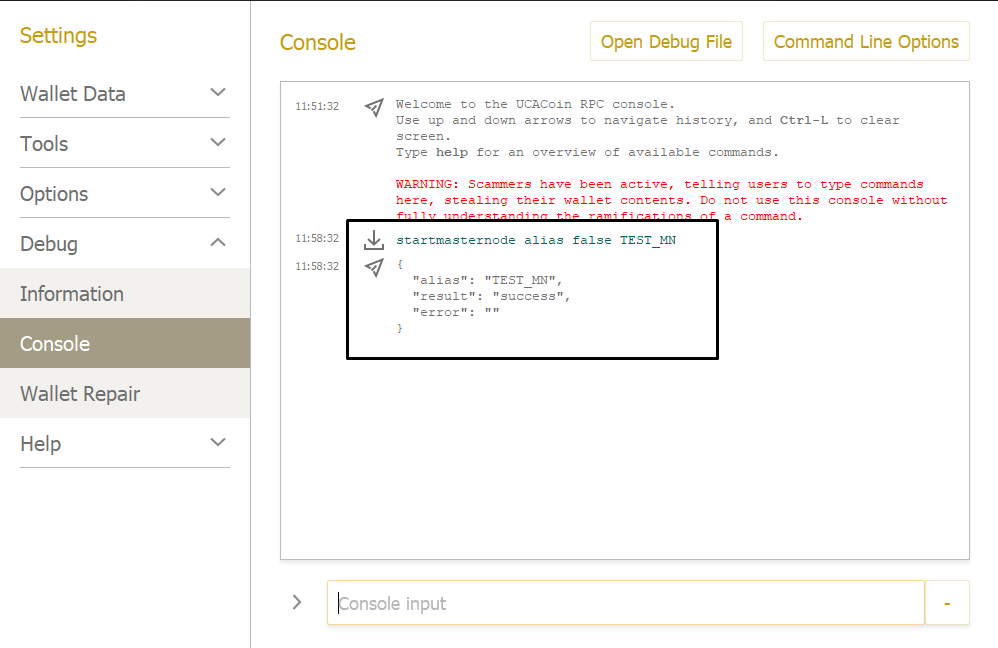 Settings
Wallet Data
Tools
Options
Debug
Information
Console
Wallet Repair
Help
Console
Open Debug File
Command Line Options
11:51:32
Welcome to the UCACoin RPC console.
Use up and down arrows to navigate history, and Ctrl-L to clear
screen.
Type help for an overview of available commands.
WARNING: Scammers have been active, telling users to type commands
here, stealing their wallet contents. Do not use this console without
fully understanding the ramifications of a command.
11:58:32
startmasternode alias false TEST_MN
11:58:32
{
"alias": "TEST_MN",
"result": "success",
"error": ""
}
Console input
-